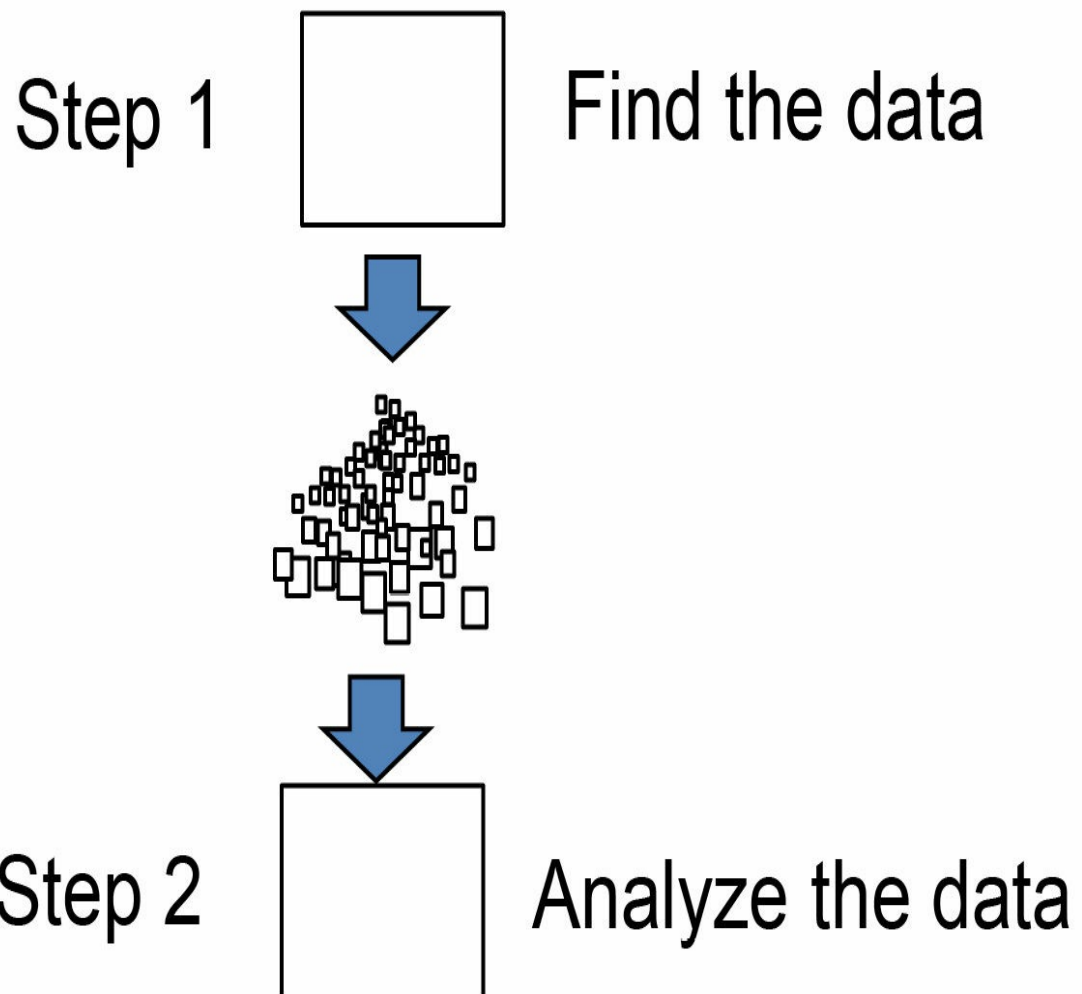 Step 1 Find the data
Step 2 Analyze the data